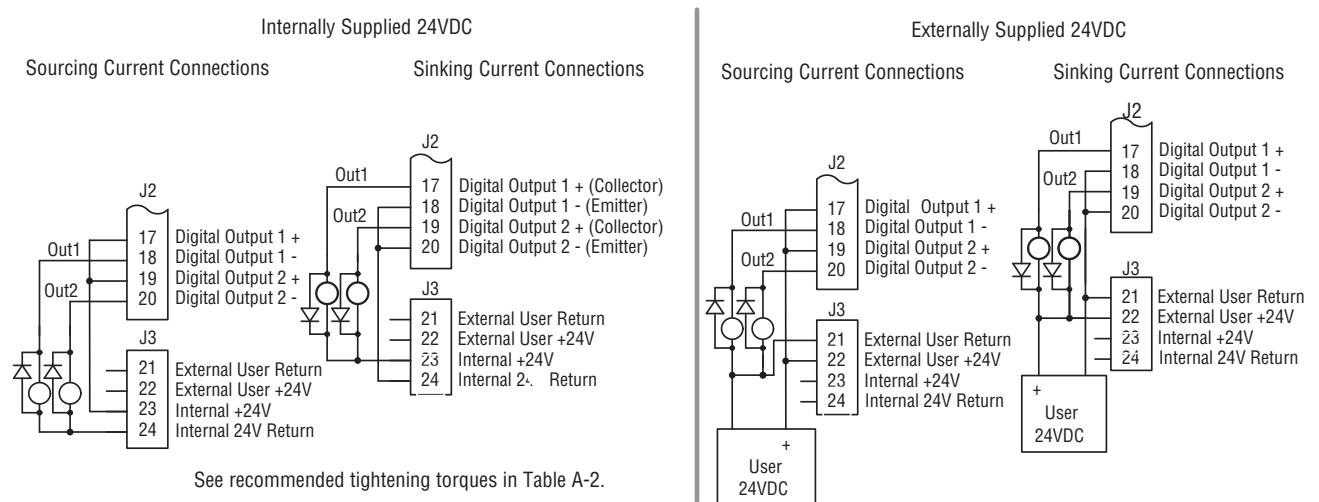 Internally Supplied 24VDC
Sourcing Current Connections
Sinking Current Connections
J2
Out1
Out2
17 Digital Output 1 +
18 Digital Output 1 -
19 Digital Output 2 +
20 Digital Output 2 -
J3
21 External User Return
22 External User +24V
23 Internal +24V
24 Internal 24V Return
J2
Out1
Out2
17 Digital Output 1 + (Collector)
18 Digital Output 1 - (Emitter)
19 Digital Output 2 + (Collector)
20 Digital Output 2 - (Emitter)
J3
21 External User Return
22 External User +24V
23 Internal +24V
24 Internal Return
See recommended tightening torques in Table A-2.
Externally Supplied 24VDC
Sourcing Current Connections
Sinking Current Connections
J2
Out1
Out2
17 Digital Output 1 +
18 Digital Output 1 -
19 Digital Output 2 +
20 Digital Output 2 -
J3
21 External User Return
22 External User +24V
23 Internal +24V
24 Internal 24V Return
+
User
24VDC
J2
Out1
Out2
17 Digital Output 1 +
18 Digital Output 1 -
19 Digital Output 2 +
20 Digital Output 2 -
J3
21 External User Return
22 External User +24V
23 Internal +24V
24 Internal 24V Return
+
User
24VDC